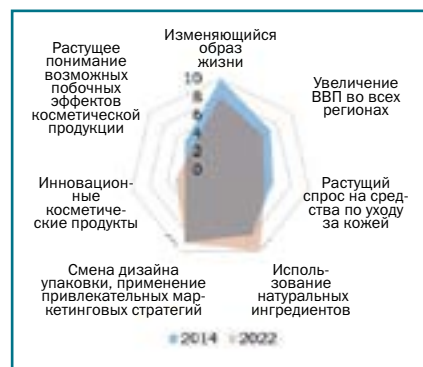 Изменяющийся
образ
жизни
Растущее
понимание
возможных
побочных
эффектов
косметической
продукции
Увеличение
ВВП во всех
регионах
10
8
6
4
2
0
Инновацион-
ные
косметиче-
ские продукты
Растущий
спрос на сред-
ства по уходу
за кожей
Смена дизайна
упаковки, применение
привлекательных мар-
кетинговых стратегий
Исполь-
зование
натуральных
ингредиентов
2014 2022